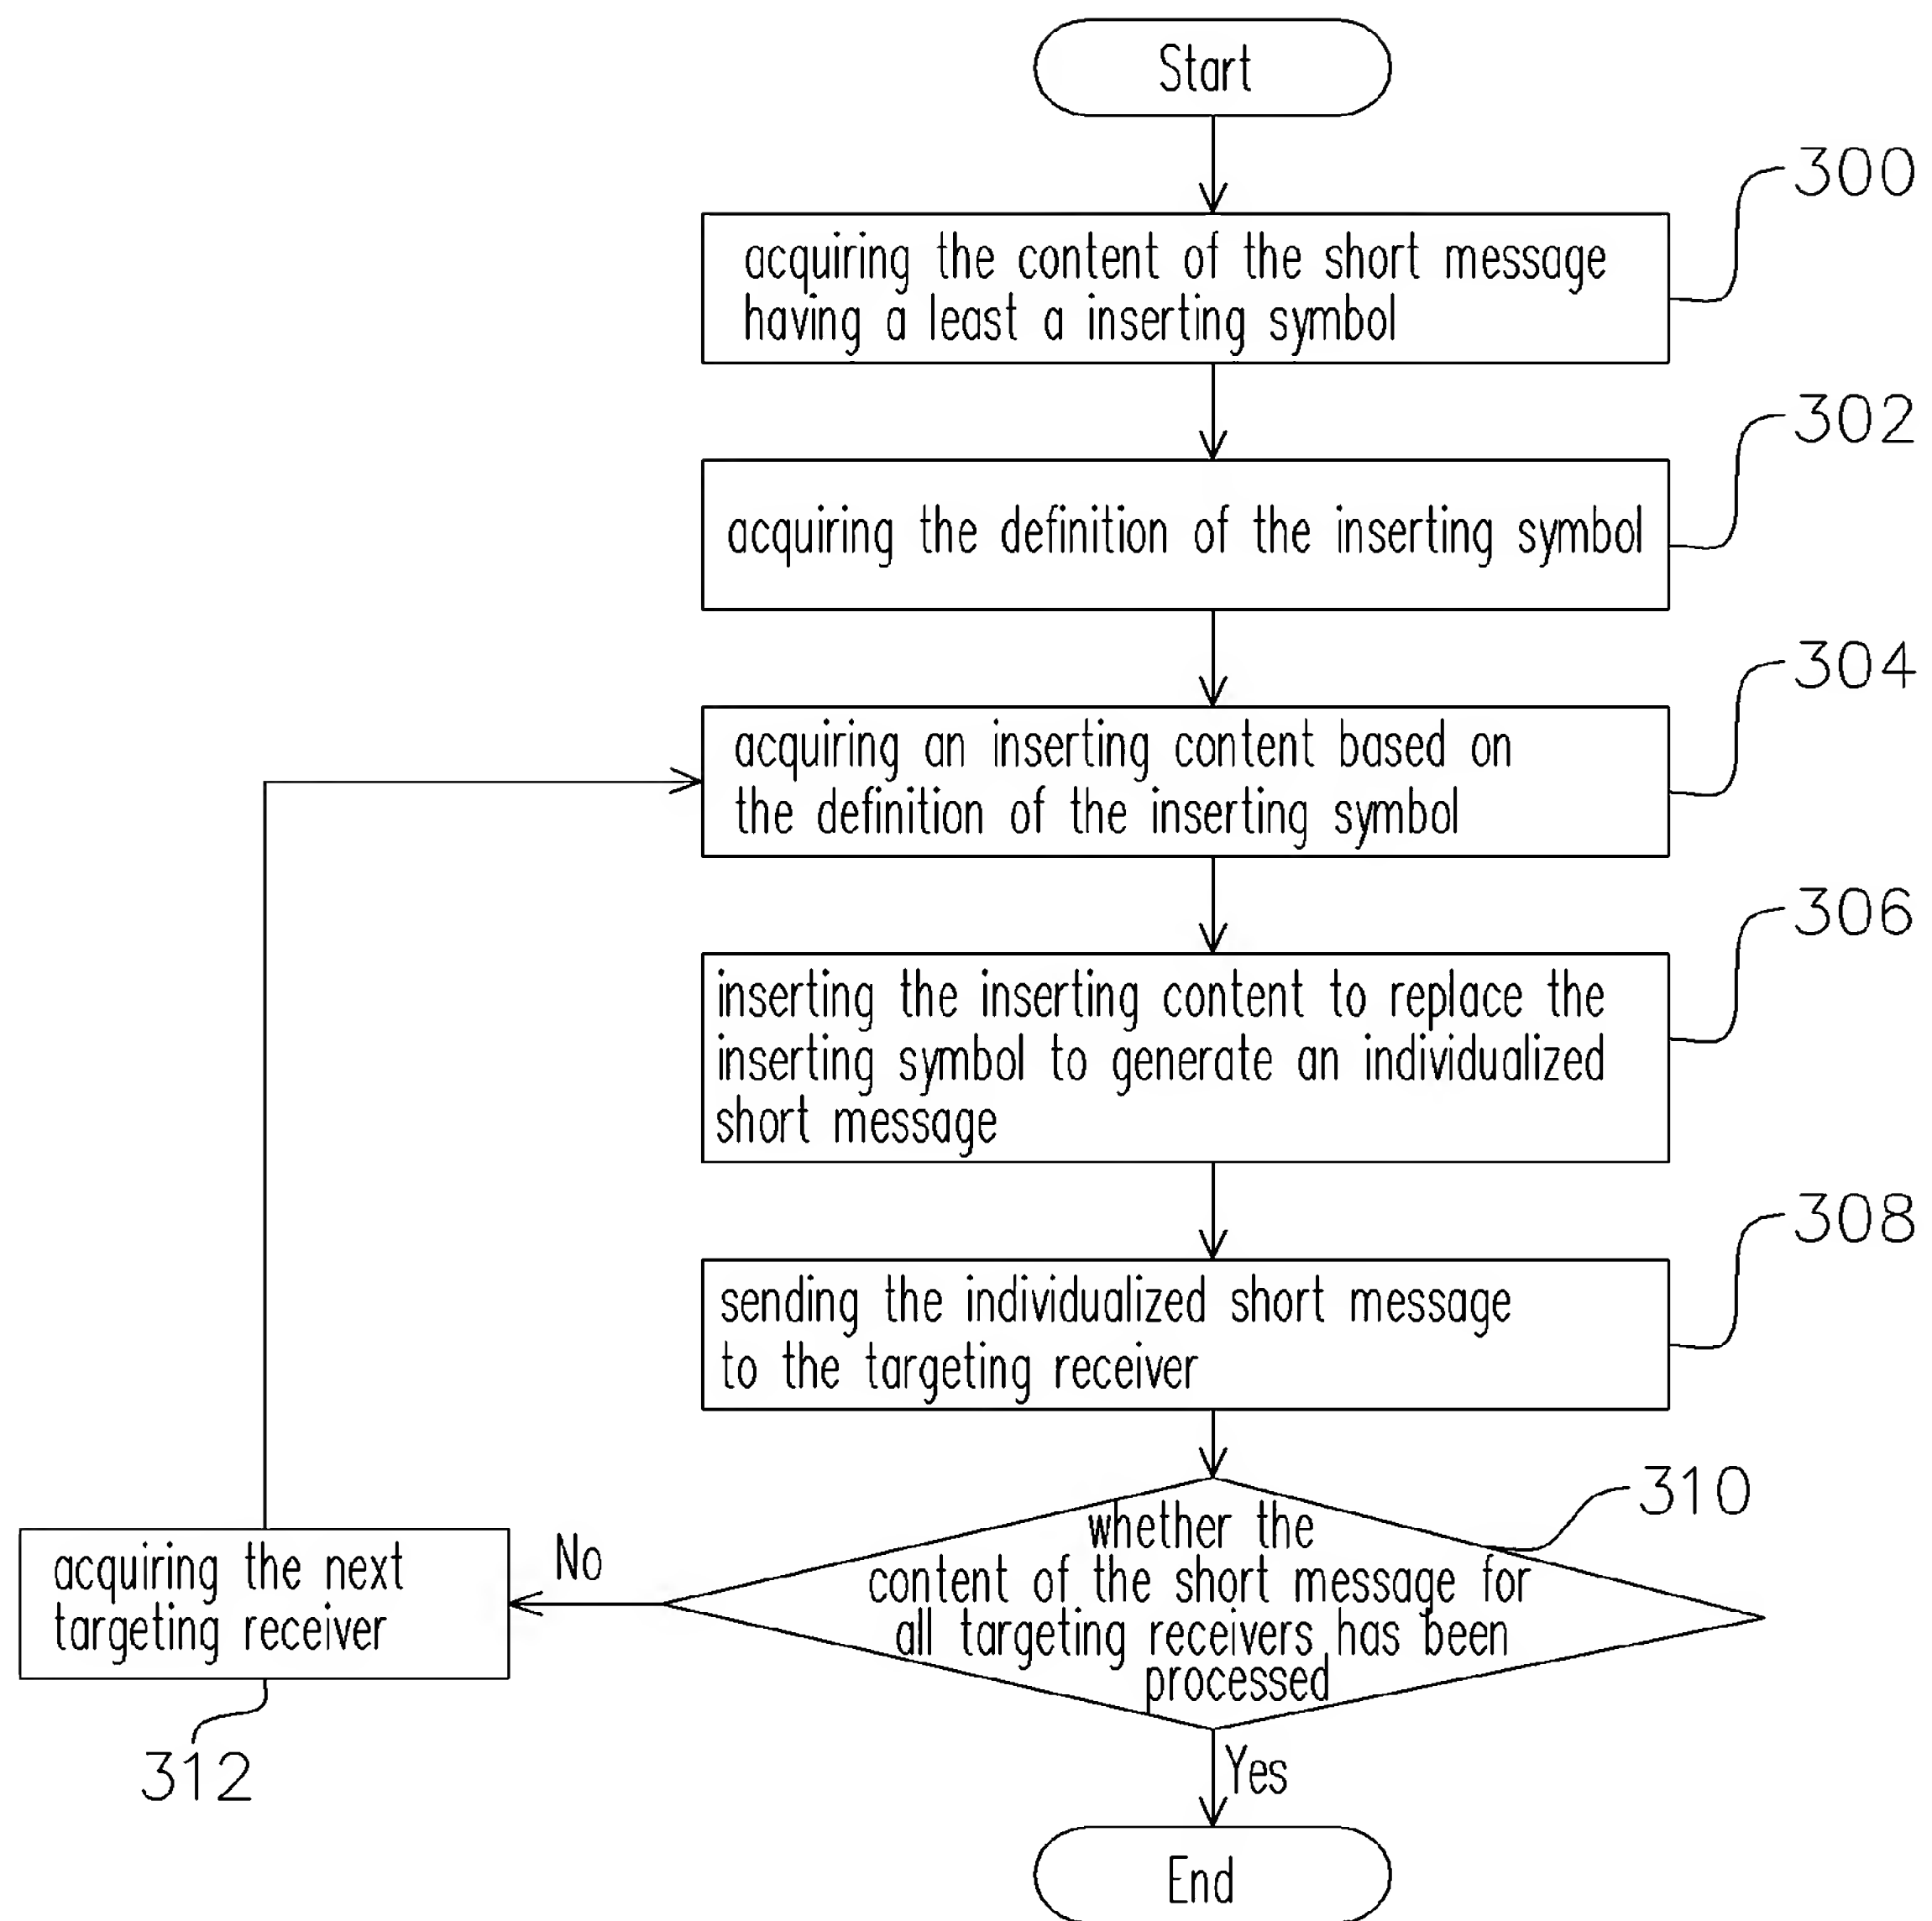 Start
300
acquiring the content of the short message
having a least a inserting symbol
302
acquiring the definition of the inserting symbol
304
acquiring an inserting content based on
the definition of the inserting symbol
306
inserting the inserting content to replace the
inserting symbol to generate an individualized
short message
308
sending the individualized short message
to the targeting receiver
310
whether the
content of the short message for
all targeting receivers has been
processed
No
acquiring the next
targeting receiver
312
Yes
End